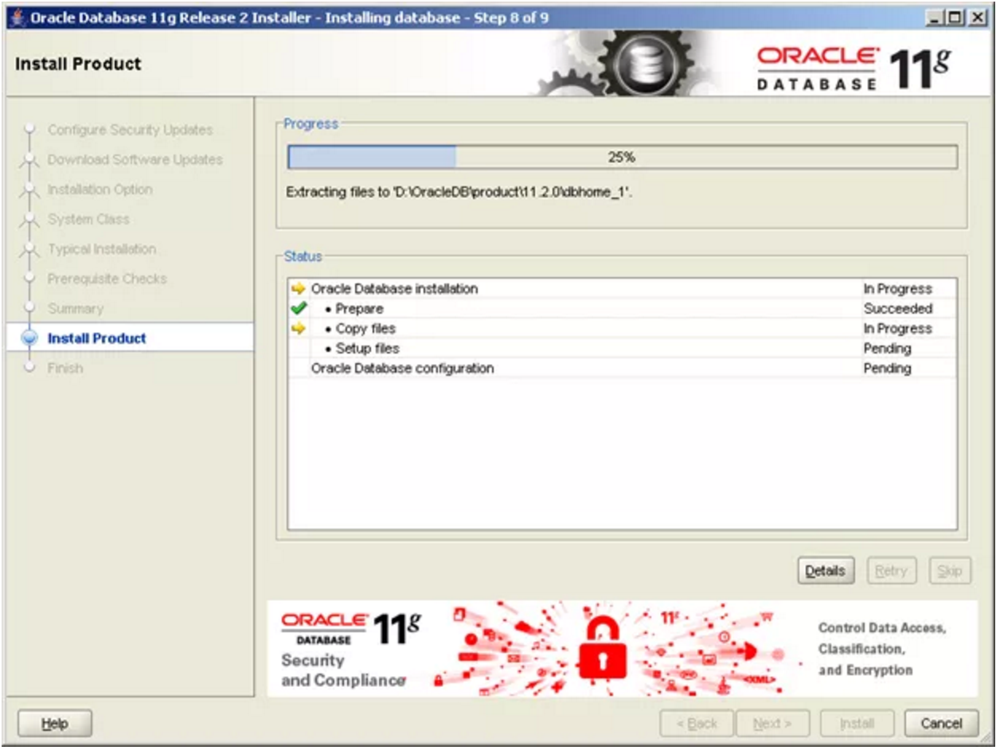 Oracle Database 11g Release 2 Installer - Installing database - Step 8 of 9
Install Product
ORACLE
DATABASE
11g
Configure Security Updates
Download Software Updates
Installation Option
System Class
Typical Installation
Prerequisite Checks
Summary
Install Product
Finish
Progress
25%
Extracting files to 'D:\OracleDB\product\11.2.0\dbhome_1'.
Status
Oracle Database installation In Progress
• Prepare Succeeded
• Copy files In Progress
• Setup files Pending
Oracle Database configuration Pending
Details Retry Skip
ORACLE
DATABASE
11g
Security
and Compliance
11g
<XML>
Control Data Access,
Classification,
and Encryption
Help < Back Next > Install Cancel